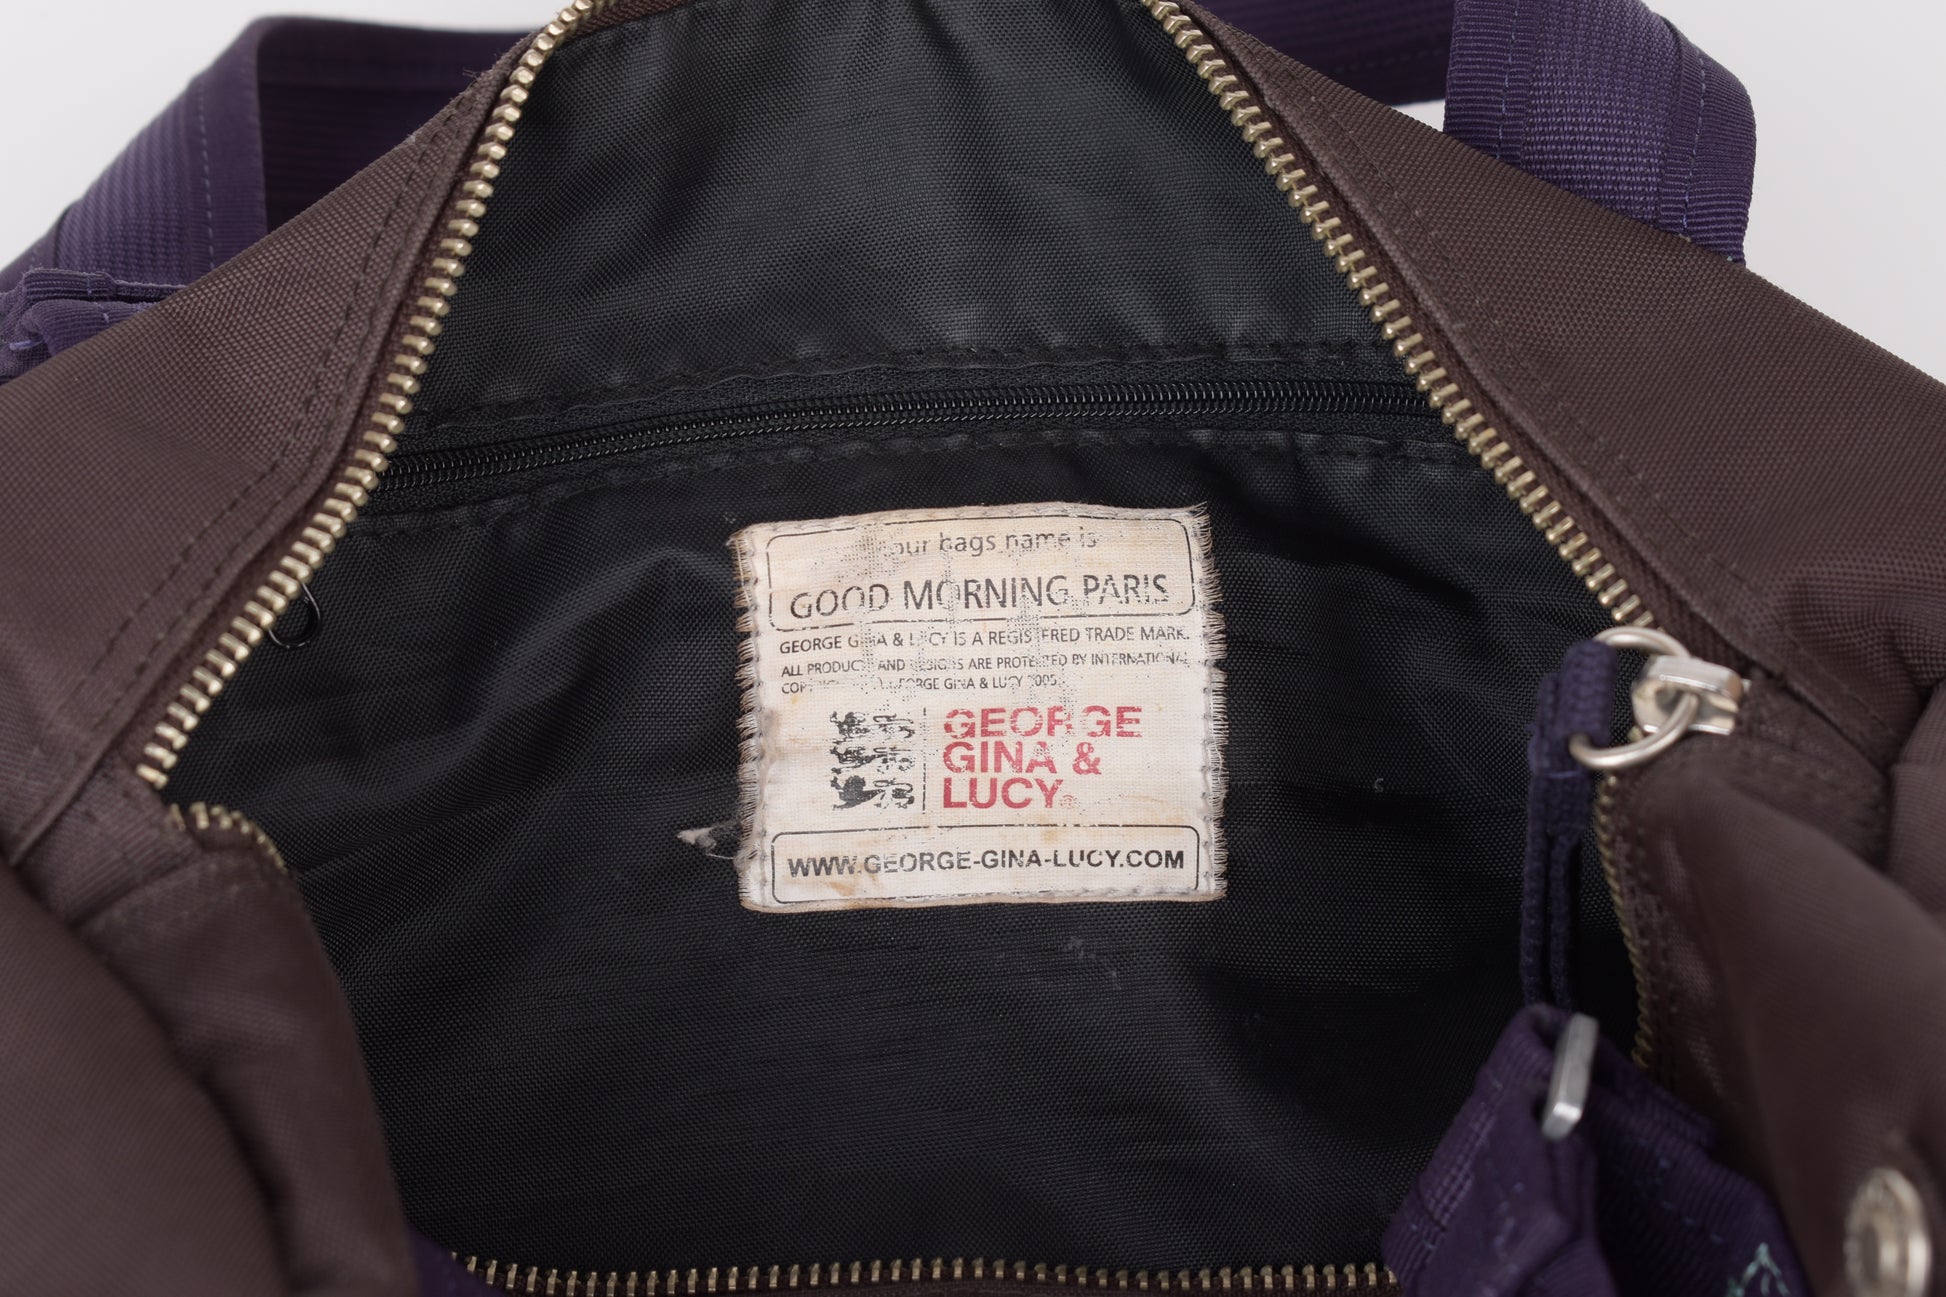 our bags name is
GOOD MORNING PARIS
GEORGE GINA & LUCY IS A REGISTERED TRADE MARK.
ALL PRODUCTS AND DESIGNS ARE PROTECTED BY INTERNATIONAL
GEORGE GINA & LUCY 2005
GEORGE
GINA &
LUCY®
WWW.GEORGE-GINA-LUCY.COM